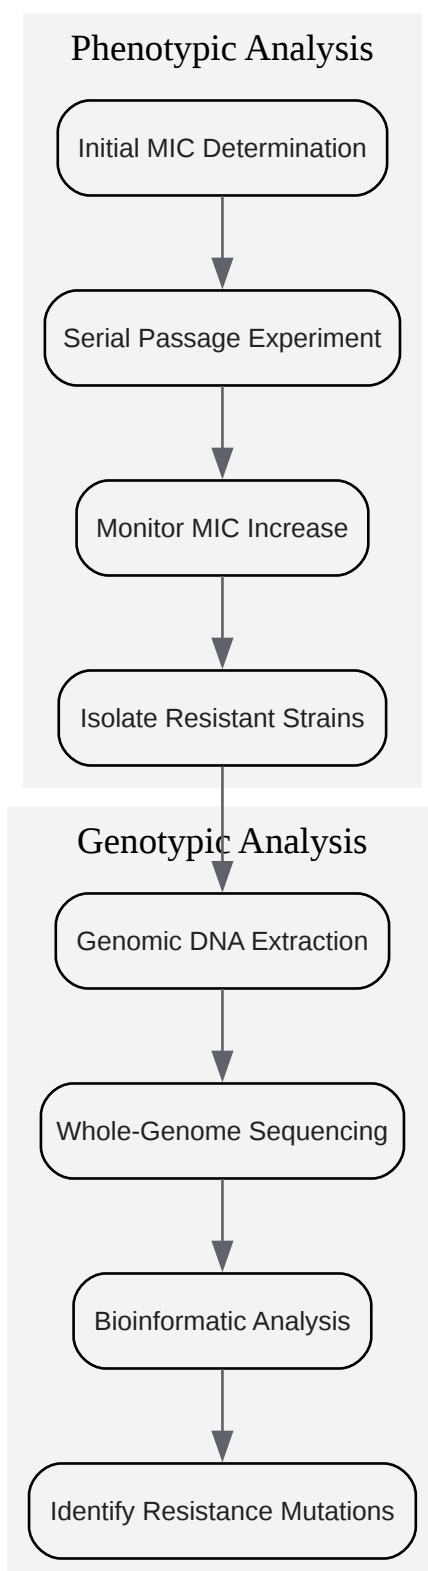 Phenotypic Analysis
Initial MIC Determination
Serial Passage Experiment
Monitor MIC Increase
Isolate Resistant Strains
Genotypic Analysis
Genomic DNA Extraction
Whole-Genome Sequencing
Bioinformatic Analysis
Identify Resistance Mutations